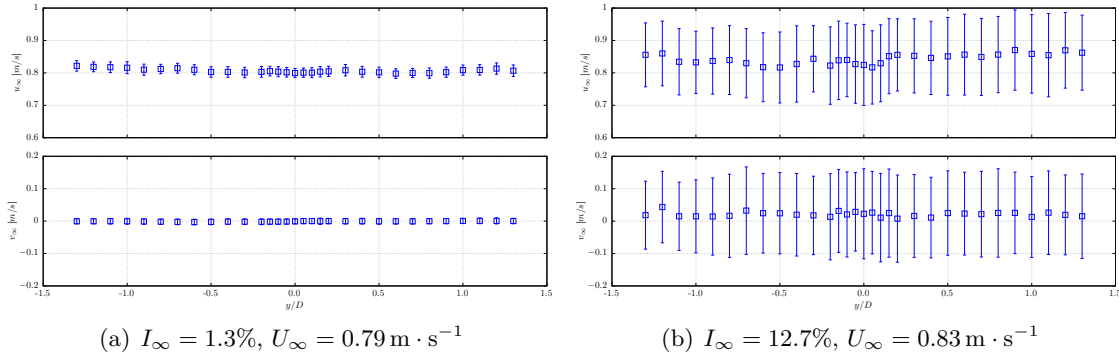 1
0.9
0.8
0.7
0.6
u∞ [m/s]
1
0.9
0.8
0.7
0.6
u∞ [m/s]
0.2
0.1
0
−0.1
−0.2
v∞ [m/s]
-1.5 -1.0 -0.5 0.0 0.5 1.0 1.5
y/D
0.2
0.1
0
−0.1
−0.2
v∞ [m/s]
-1.5 -1.0 -0.5 0.0 0.5 1.0 1.5
y/D
(a) I∞ = 1.3%, U∞ = 0.79 m · s⁻¹
(b) I∞ = 12.7%, U∞ = 0.83 m · s⁻¹